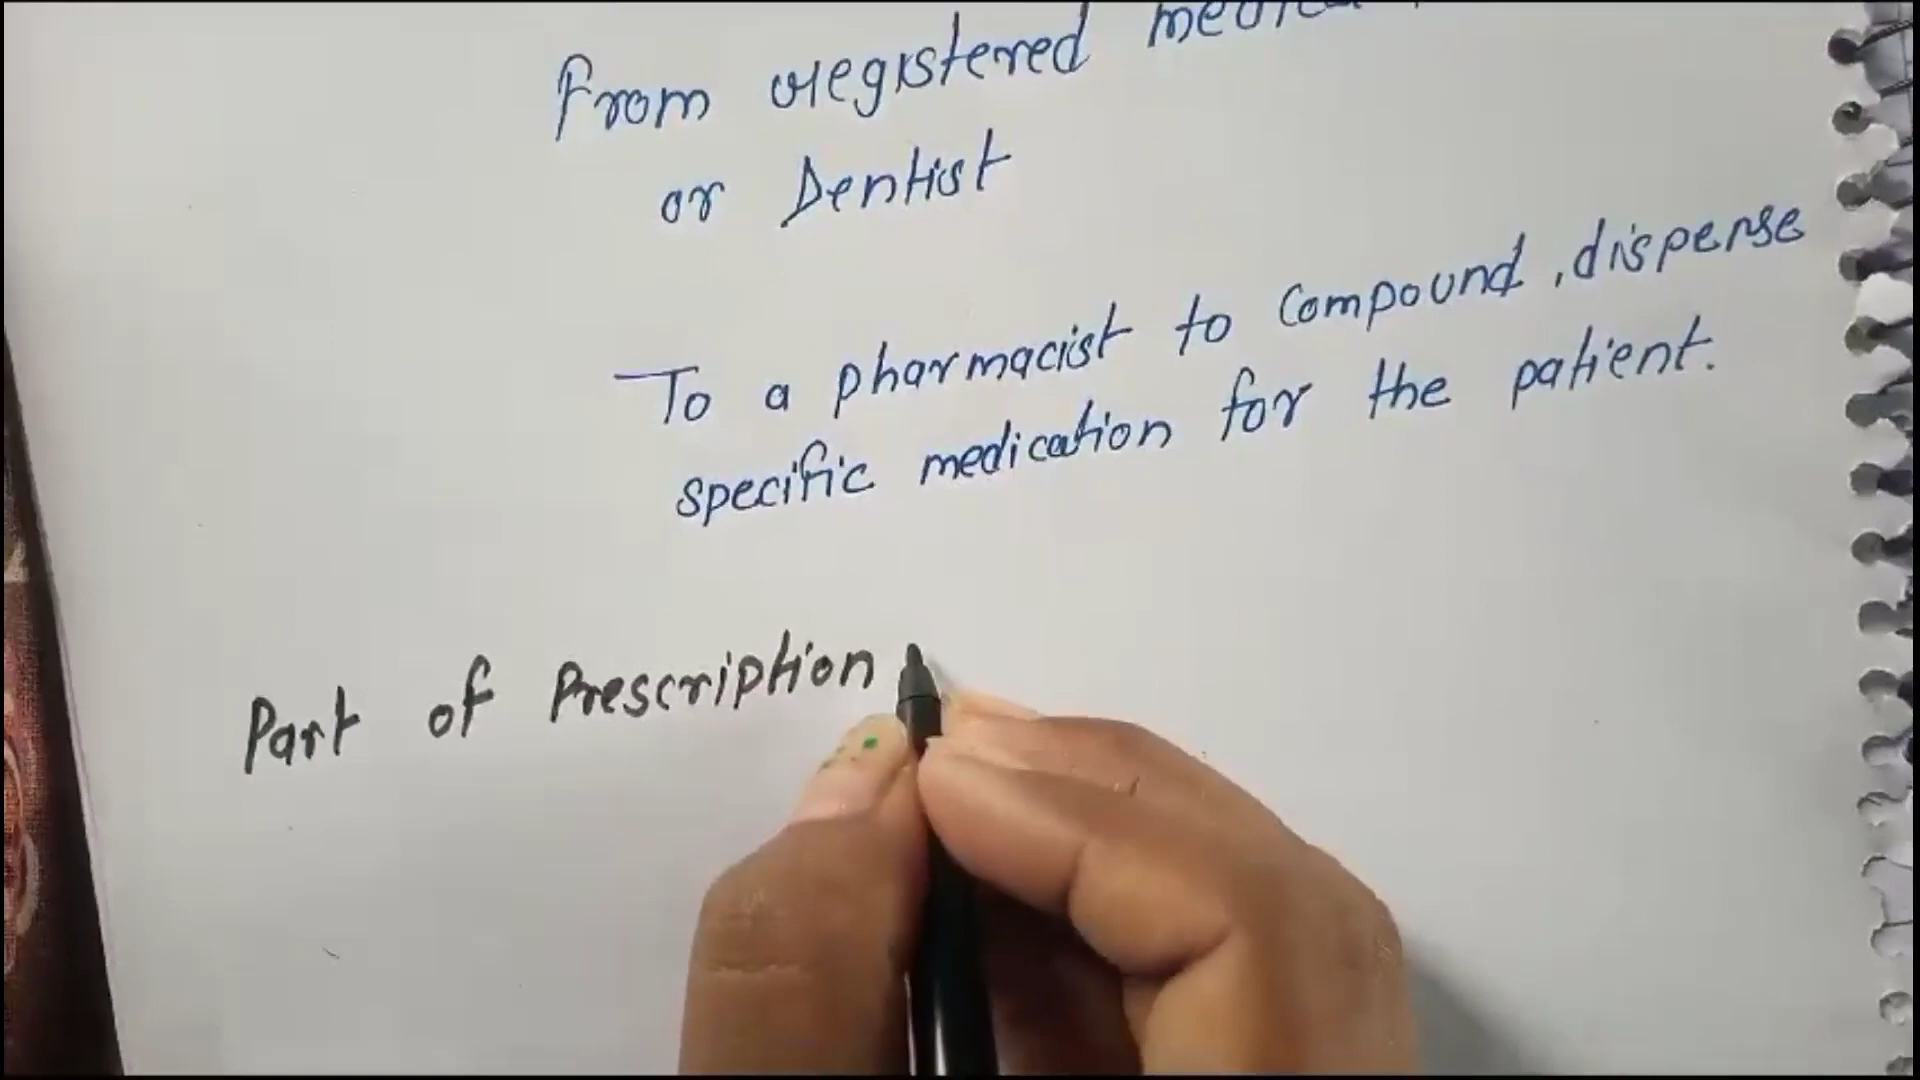 From registered
or Dentist
To a pharmacist to compound, dispense
specific medication for the patient.
Part of Prescription